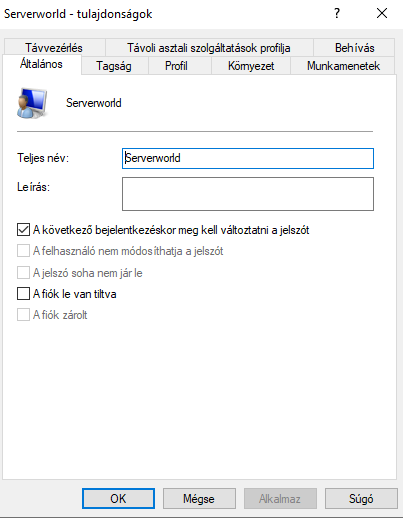 Serverworld - tulajdonságok ?
Távvezérlés Távoli asztali szolgáltatások profilja Behívás
Általános Tagság Profil Környezet Munkamenetek
Serverworld
Teljes név: Serverworld
Leírás:
A következő bejelentkezéskor meg kell változtatni a jelszót
A felhasználó nem módosíthatja a jelszót
A jelszó soha nem jár le
A fiók le van tiltva
A fiók zárolt
OK Mégse Alkalmaz Súgó